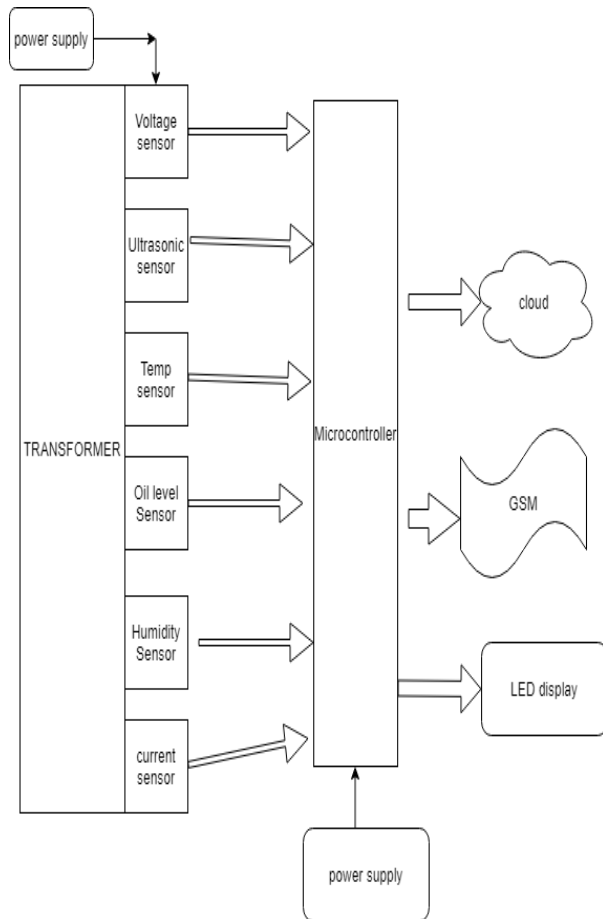 power supply
Voltage
sensor
Ultrasonic
sensor
Temp
sensor
TRANSFORMER
Oil level
Sensor
Humidity
Sensor
current
sensor
Microcontroller
cloud
GSM
LED display
power supply